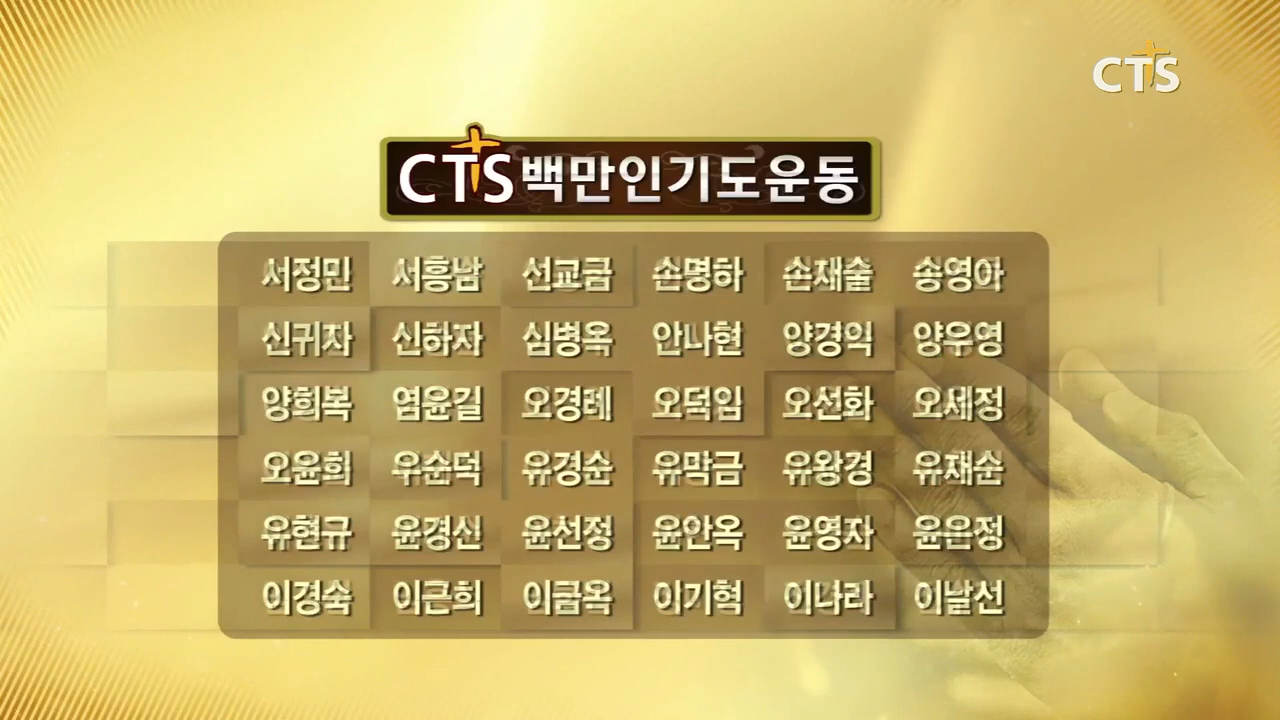 CTS
CTS백만인기도운동
서정민 서흥남 선교금 손명하 손재술 송영아
신귀자 신하자 심병옥 안나현 양경익 양우영
양희복 염윤길 오경례 오덕임 오선화 오세정
오윤희 우순덕 유경순 유막금 유왕경 유재순
유현규 윤경신 윤선정 윤안옥 윤영자 윤은정
이경숙 이근희 이금옥 이기혁 이나라 이날선